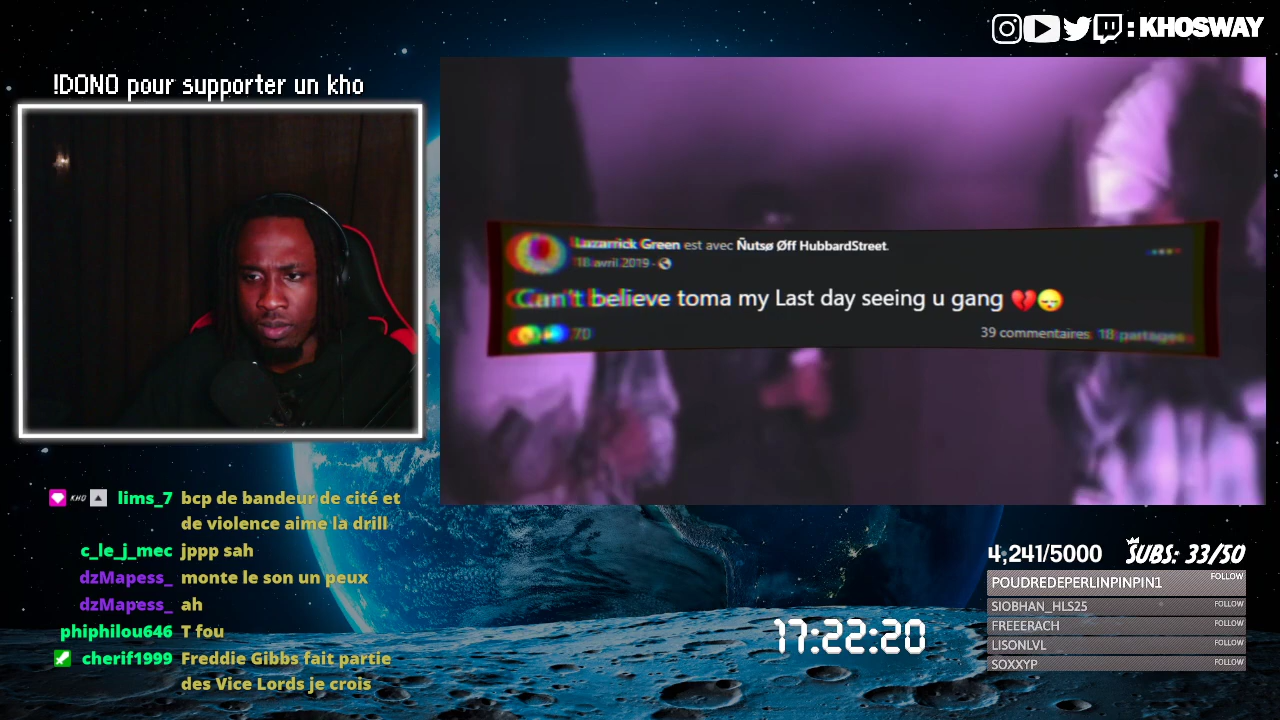 : KHOSWAY
!DONO pour supporter un kho
Lazarrick Green est avec Ñutsø Øff HubbardStreet.
18 avril 2019 ·
Can't believe toma my Last day seeing u gang 💔😔
70
39 commentaires 18 partages
KHO lims_7 bcp de bandeur de cité et
de violence aime la drill
c_le_j_mec jppp sah
dzMapess_ monte le son un peux
dzMapess_ ah
phiphilou646 T fou
cherif1999 Freddie Gibbs fait partie
des Vice Lords je crois
17:22:20
4,241/5000 SUBS: 33/50
POUDREDEPERLINPINPIN1 FOLLOW
SIOBHAN_HLS25 FOLLOW
FREEERACH FOLLOW
LISONLVL FOLLOW
SOXXYP FOLLOW